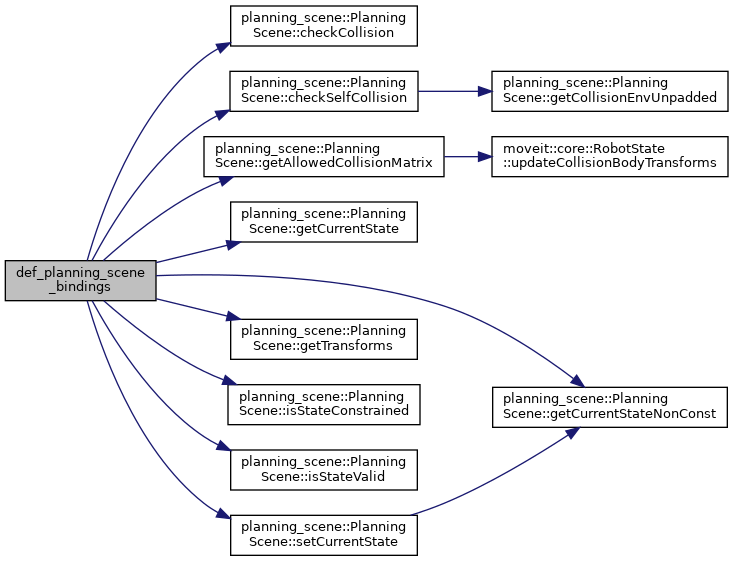 planning_scene::Planning
Scene::checkCollision
planning_scene::Planning
Scene::checkSelfCollision
planning_scene::Planning
Scene::getCollisionEnvUnpadded
planning_scene::Planning
Scene::getAllowedCollisionMatrix
moveit::core::RobotState
::updateCollisionBodyTransforms
planning_scene::Planning
Scene::getCurrentState
def_planning_scene
_bindings
planning_scene::Planning
Scene::getTransforms
planning_scene::Planning
Scene::isStateConstrained
planning_scene::Planning
Scene::getCurrentStateNonConst
planning_scene::Planning
Scene::isStateValid
planning_scene::Planning
Scene::setCurrentState